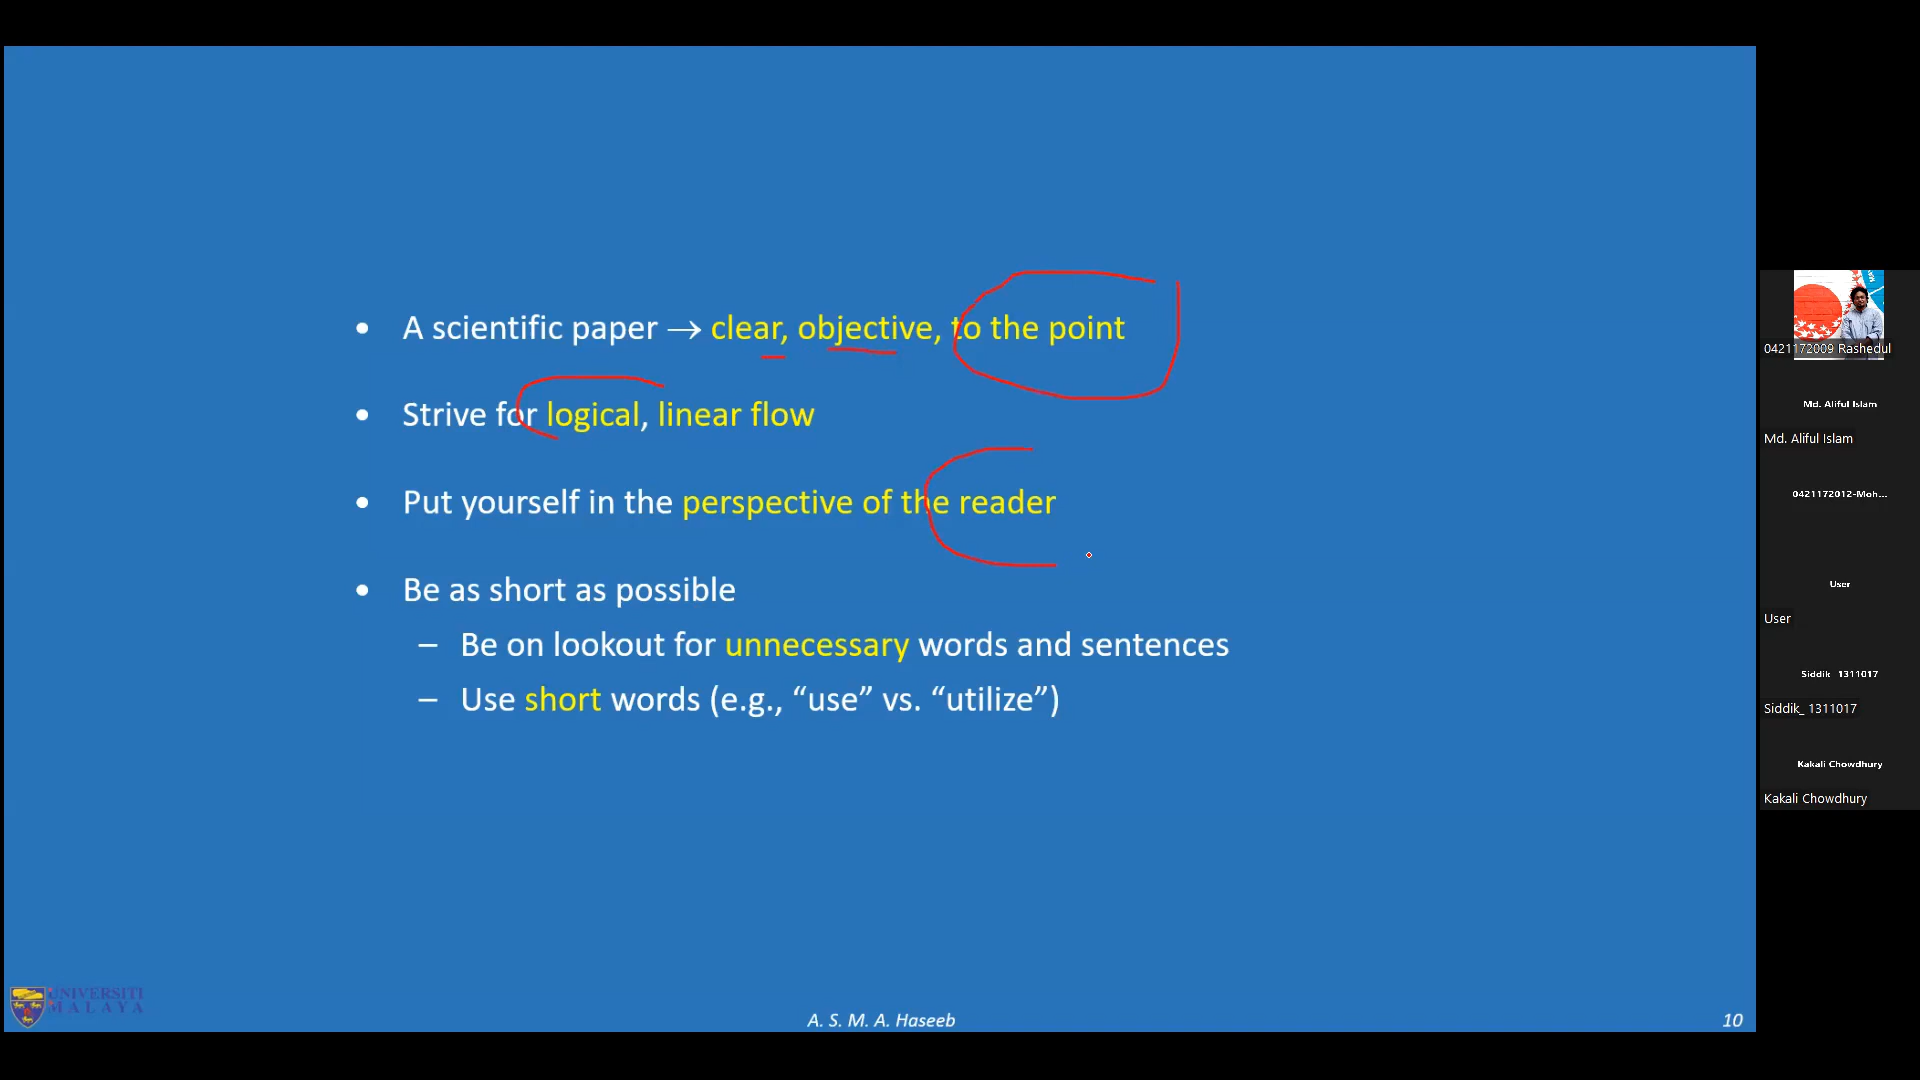 • A scientific paper → clear, objective, to the point
• Strive for logical, linear flow
• Put yourself in the perspective of the reader
• Be as short as possible
– Be on lookout for unnecessary words and sentences
– Use short words (e.g., “use” vs. “utilize”)
UNIVERSITI
MALAYA
A. S. M. A. Haseeb
10
0421172009 Rashedul
Md. Aliful Islam
Md. Aliful Islam
0421172012-Moh...
User
User
Siddik_ 1311017
Siddik_ 1311017
Kakali Chowdhury
Kakali Chowdhury